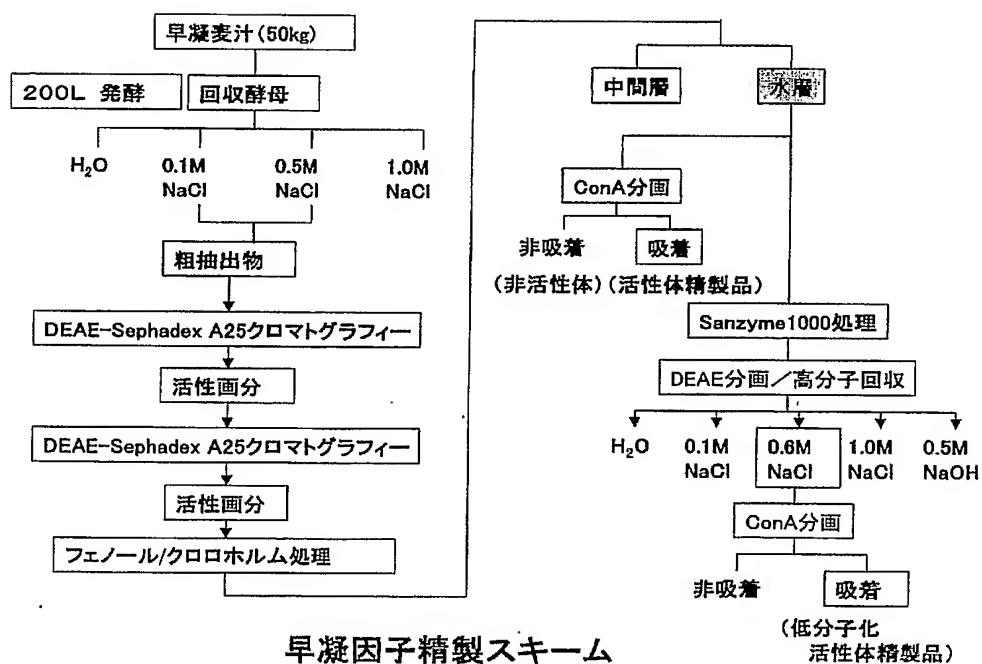 早凝麦汁(50kg)
200L 発酵
回収酵母
H₂O
0.1M
NaCl
0.5M
NaCl
1.0M
NaCl
粗抽出物
DEAE-Sephadex A25クロマトグラフィー
活性画分
DEAE-Sephadex A25クロマトグラフィー
活性画分
フェノール/クロロホルム処理
中間層
水層
ConA分画
非吸着
吸着
(非活性体)(活性体精製品)
Sanzyme1000処理
DEAE分画/高分子回収
H₂O
0.1M
NaCl
0.6M
NaCl
1.0M
NaCl
0.5M
NaOH
ConA分画
非吸着
吸着
(低分子化
活性体精製品)
早凝因子精製スキーム